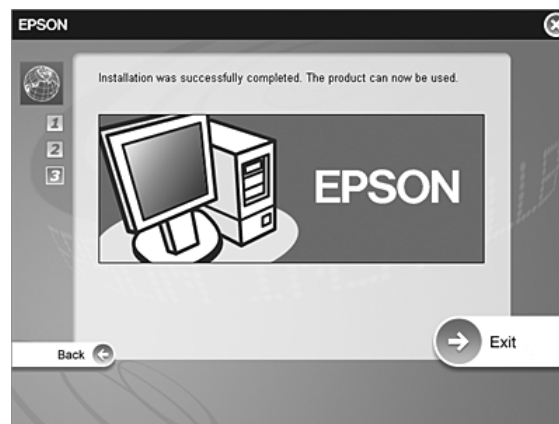 EPSON
Installation was successfully completed. The product can now be used.
1
2
3
EPSON
Back
Exit